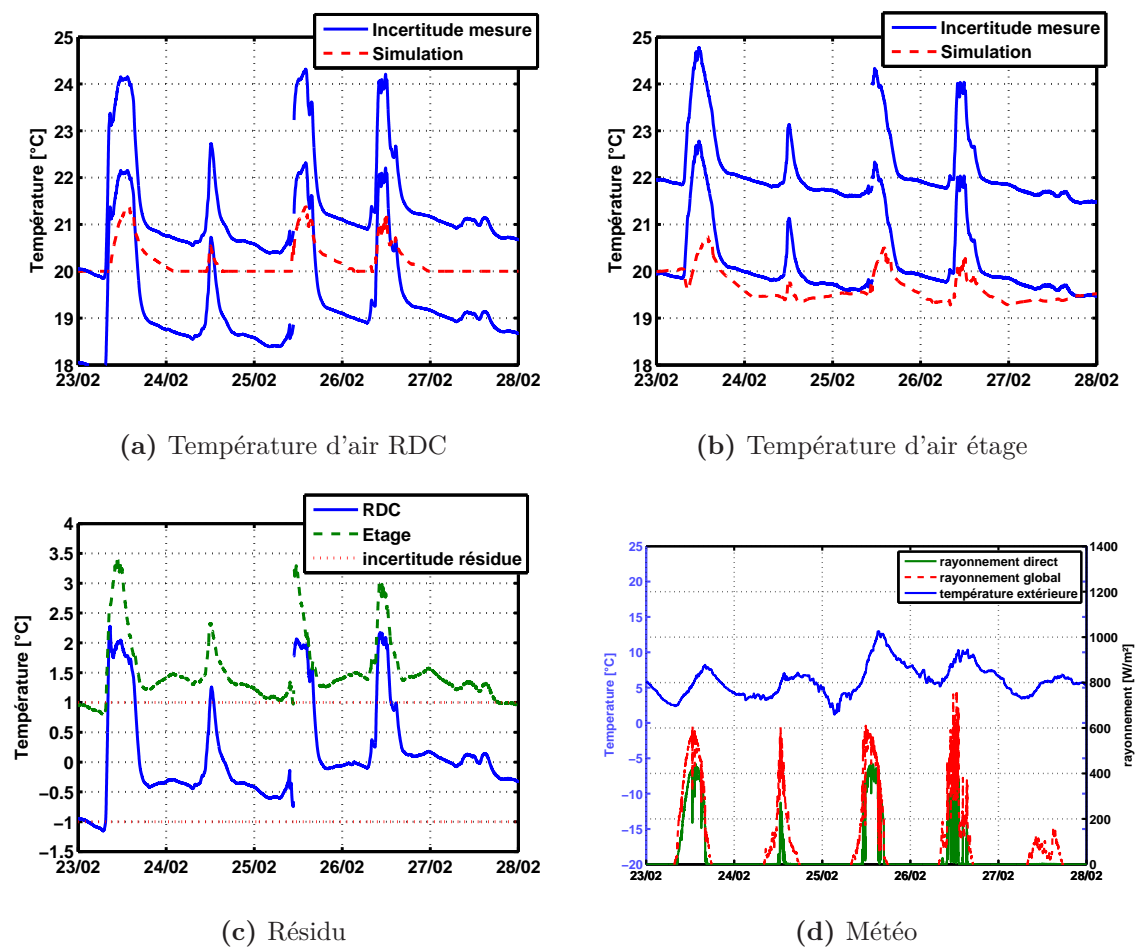 Incertitude mesure
Simulation
Température [°C]
25
24
23
22
21
20
19
18
23/02 24/02 25/02 26/02 27/02 28/02
(a) Température d'air RDC
Incertitude mesure
Simulation
Température [°C]
25
24
23
22
21
20
19
18
23/02 24/02 25/02 26/02 27/02 28/02
(b) Température d'air étage
RDC
Etage
incertitude résidue
Température [°C]
4
3.5
3
2.5
2
1.5
1
0.5
0
−0.5
−1
−1.5
23/02 24/02 25/02 26/02 27/02 28/02
(c) Résidu
rayonnement direct
rayonnement global
température extérieure
Temperature [°C]
25
20
15
10
5
0
−5
−10
−15
−20
1400
1200
1000
800
600
400
200
0
rayonnement [W/m²]
23/02 24/02 25/02 26/02 27/02 28/02
(d) Météo